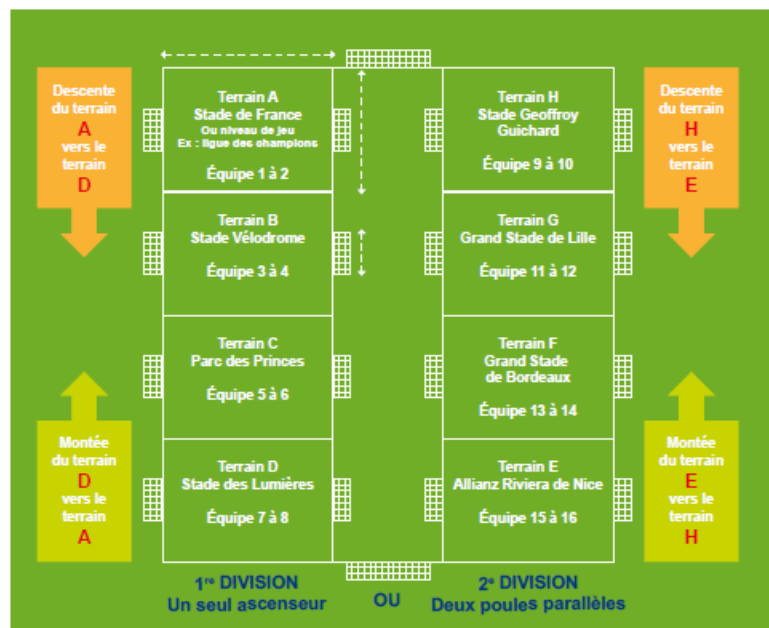 Descente
du terrain
A
vers le
terrain
D
Montée
du terrain
D
vers le
terrain
A
Terrain A
Stade de France
Ou niveau de jeu
Ex : ligue des champions
Équipe 1 à 2
Terrain B
Stade Vélodrome
Équipe 3 à 4
Terrain C
Parc des Princes
Équipe 5 à 6
Terrain D
Stade des Lumières
Équipe 7 à 8
Terrain H
Stade Geoffroy
Guichard
Équipe 9 à 10
Terrain G
Grand Stade de Lille
Équipe 11 à 12
Terrain F
Grand Stade
de Bordeaux
Équipe 13 à 14
Terrain E
Allianz Riviera de Nice
Équipe 15 à 16
Descente
du terrain
H
vers le
terrain
E
Montée
du terrain
E
vers le
terrain
H
1re DIVISION
Un seul ascenseur
OU
2e DIVISION
Deux poules parallèles